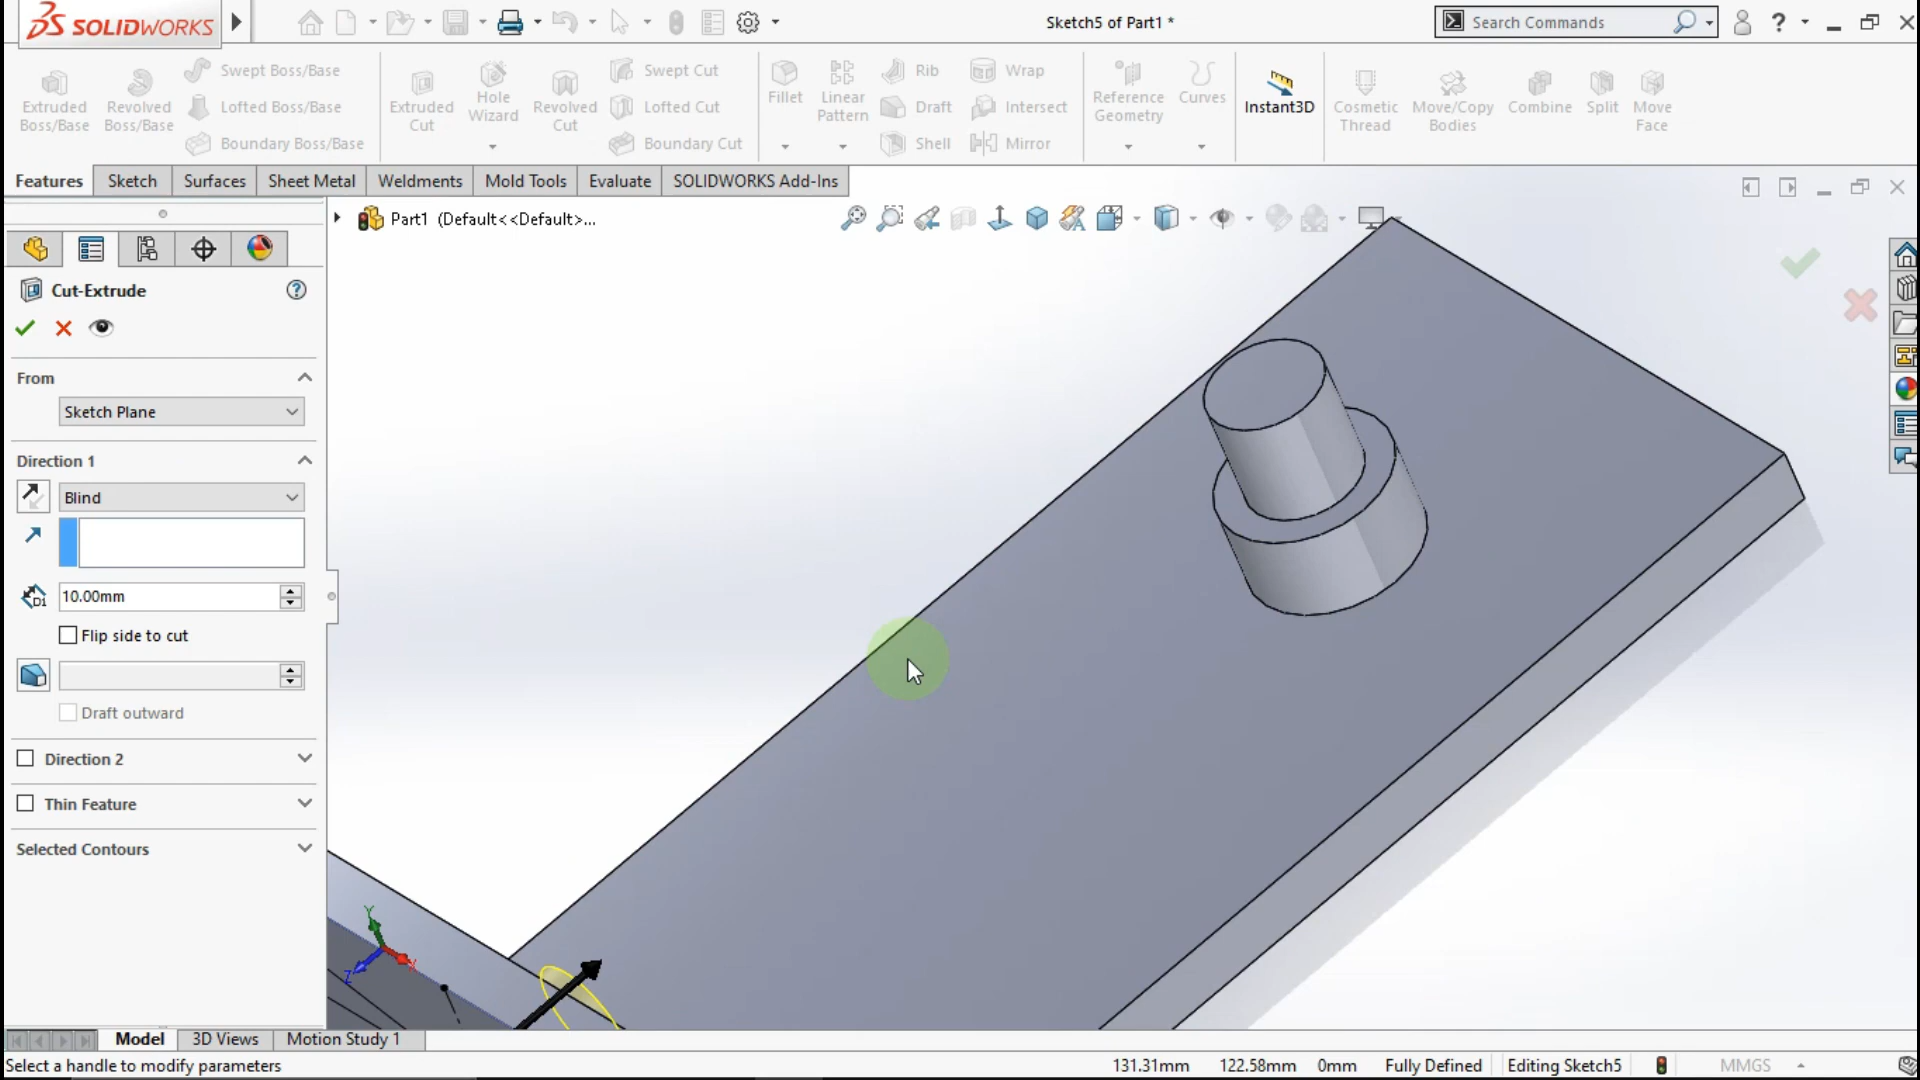 SOLIDWORKS
Sketch5 of Part1 *
Search Commands
?
Extruded Boss/Base
Revolved Boss/Base
Swept Boss/Base
Lofted Boss/Base
Boundary Boss/Base
Extruded Cut
Hole Wizard
Revolved Cut
Swept Cut
Lofted Cut
Boundary Cut
Fillet
Linear Pattern
Rib
Draft
Shell
Wrap
Intersect
Mirror
Reference Geometry
Curves
Instant3D
Cosmetic Thread
Move/Copy Bodies
Combine
Split
Move Face
Features
Sketch
Surfaces
Sheet Metal
Weldments
Mold Tools
Evaluate
SOLIDWORKS Add-Ins
Part1 (Default<<Default>...
Cut-Extrude
?
From
Sketch Plane
Direction 1
Blind
D1
10.00mm
Flip side to cut
Draft outward
Direction 2
Thin Feature
Selected Contours
Y
Z
Model
3D Views
Motion Study 1
Select a handle to modify parameters
131.31mm
122.58mm
0mm
Fully Defined
Editing Sketch5
MMGS